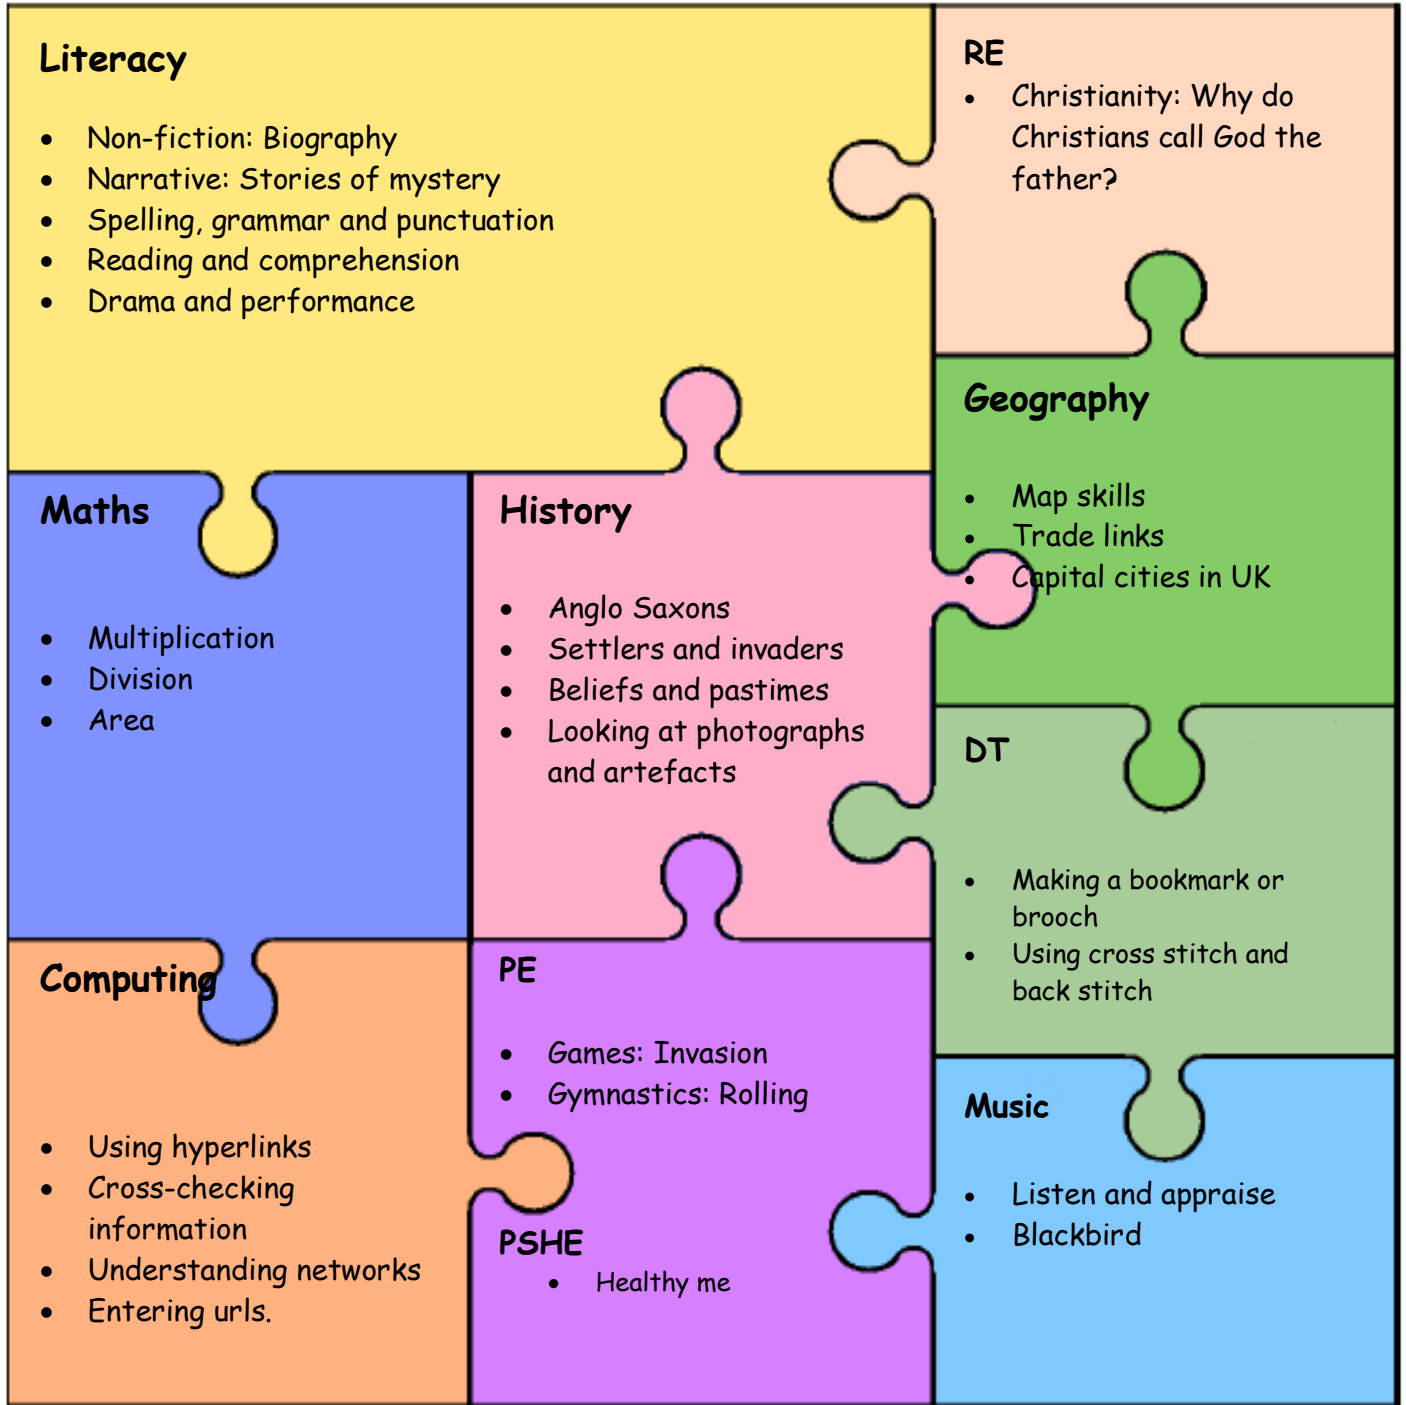 Literacy
• Non-fiction: Biography
• Narrative: Stories of mystery
• Spelling, grammar and punctuation
• Reading and comprehension
• Drama and performance
RE
• Christianity: Why do
Christians call God the
father?
Geography
• Map skills
• Trade links
• Capital cities in UK
Maths
• Multiplication
• Division
• Area
History
• Anglo Saxons
• Settlers and invaders
• Beliefs and pastimes
• Looking at photographs
and artefacts
DT
• Making a bookmark or
brooch
• Using cross stitch and
back stitch
Computing
• Using hyperlinks
• Cross-checking
information
• Understanding networks
• Entering urls.
PE
• Games: Invasion
• Gymnastics: Rolling
PSHE
• Healthy me
Music
• Listen and appraise
• Blackbird